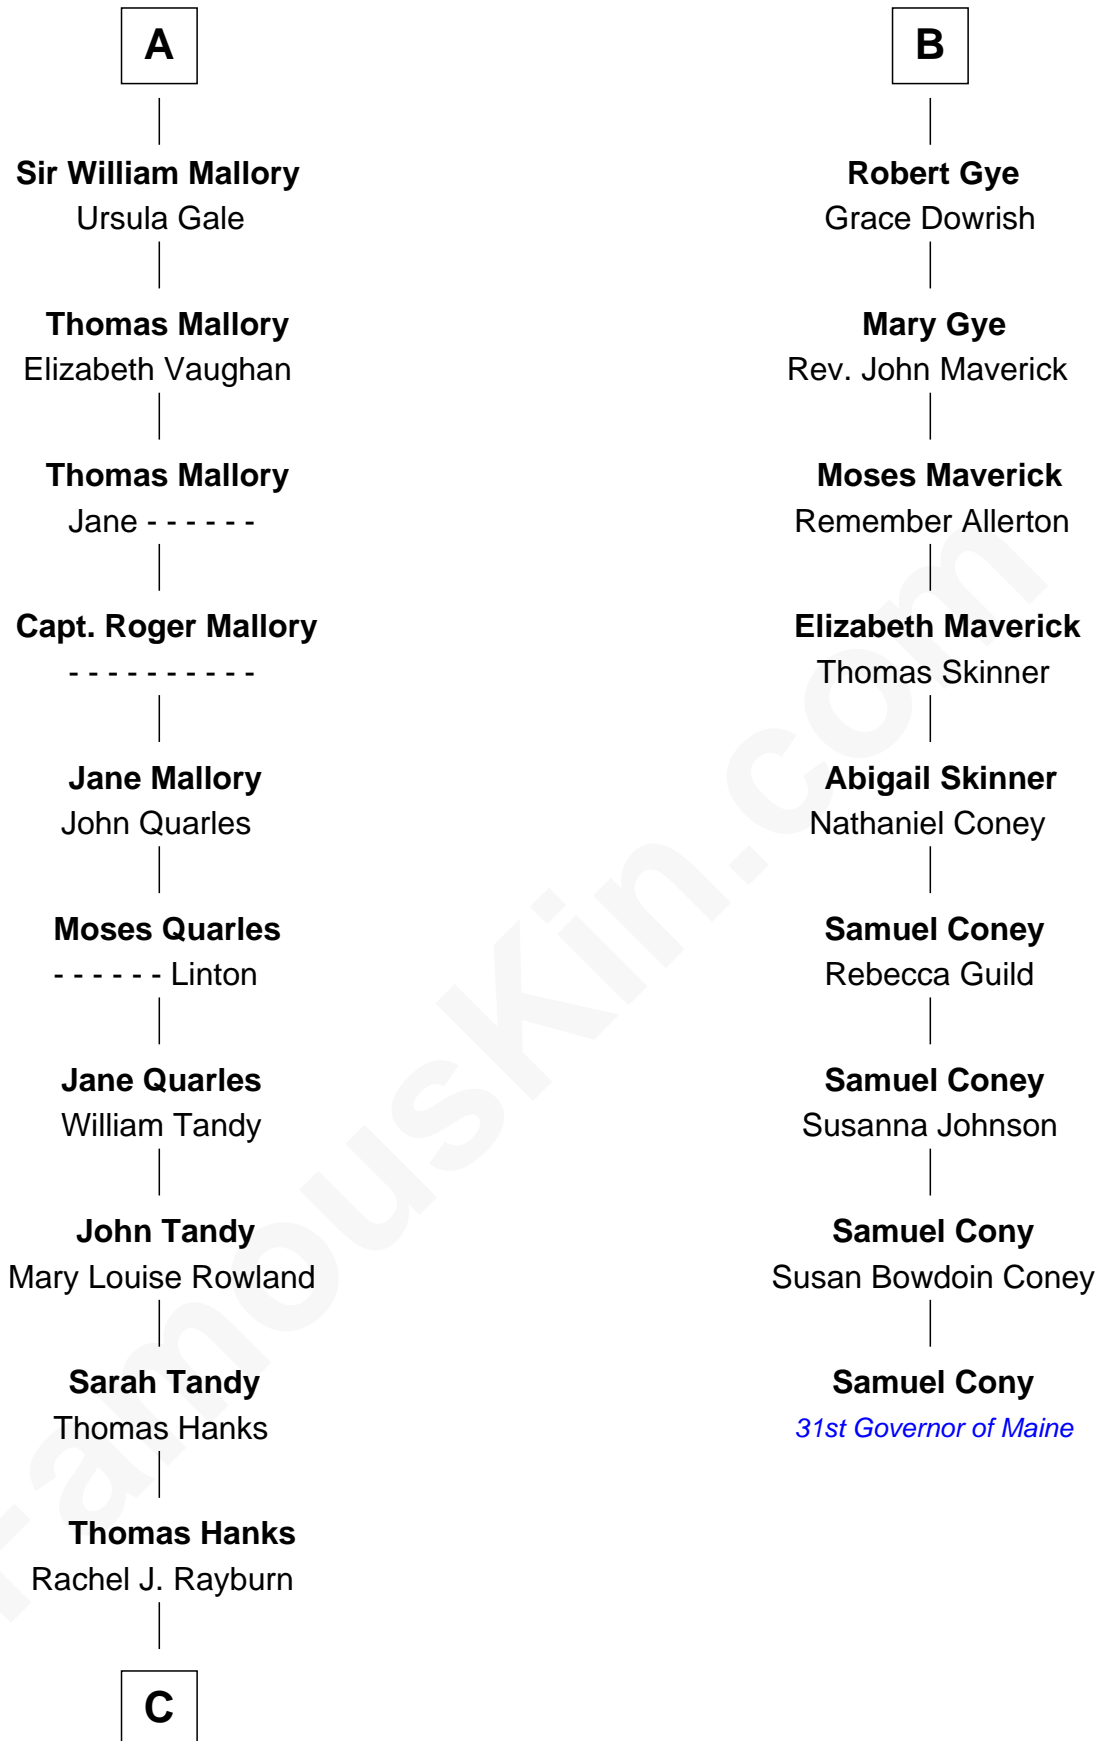 A
Sir William Mallory
Ursula Gale
Thomas Mallory
Elizabeth Vaughan
Thomas Mallory
Jane - - - - - -
Capt. Roger Mallory
- - - - - - - - - -
Jane Mallory
John Quarles
Moses Quarles
- - - - - - Linton
Jane Quarles
William Tandy
John Tandy
Mary Louise Rowland
Sarah Tandy
Thomas Hanks
Thomas Hanks
Rachel J. Rayburn
C
B
Robert Gye
Grace Dowrish
Mary Gye
Rev. John Maverick
Moses Maverick
Remember Allerton
Elizabeth Maverick
Thomas Skinner
Abigail Skinner
Nathaniel Coney
Samuel Coney
Rebecca Guild
Samuel Coney
Susanna Johnson
Samuel Cony
Susan Bowdoin Coney
Samuel Cony
31st Governor of Maine
FamousKin.com